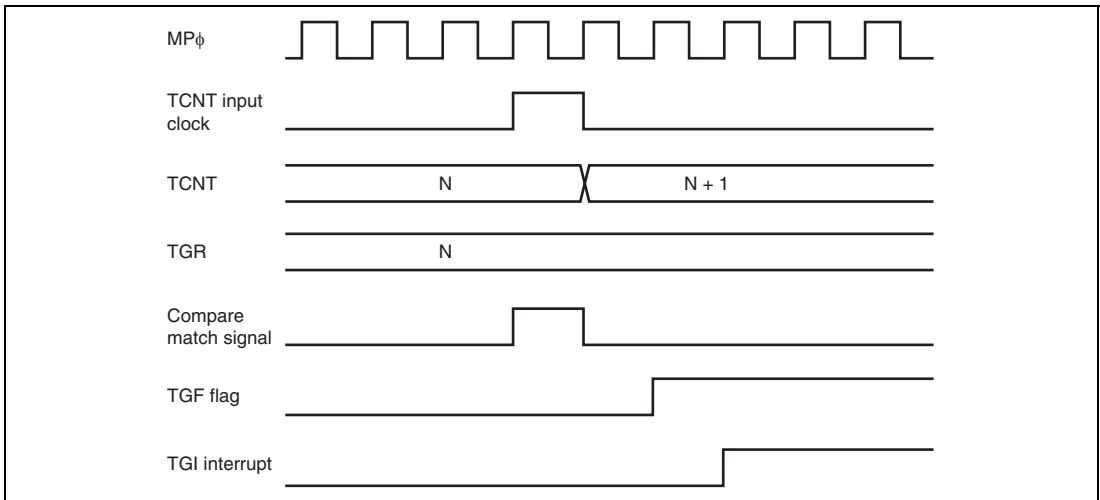 MPϕ
TCNT input
clock
TCNT
N
N + 1
TGR
N
Compare
match signal
TGF flag
TGI interrupt